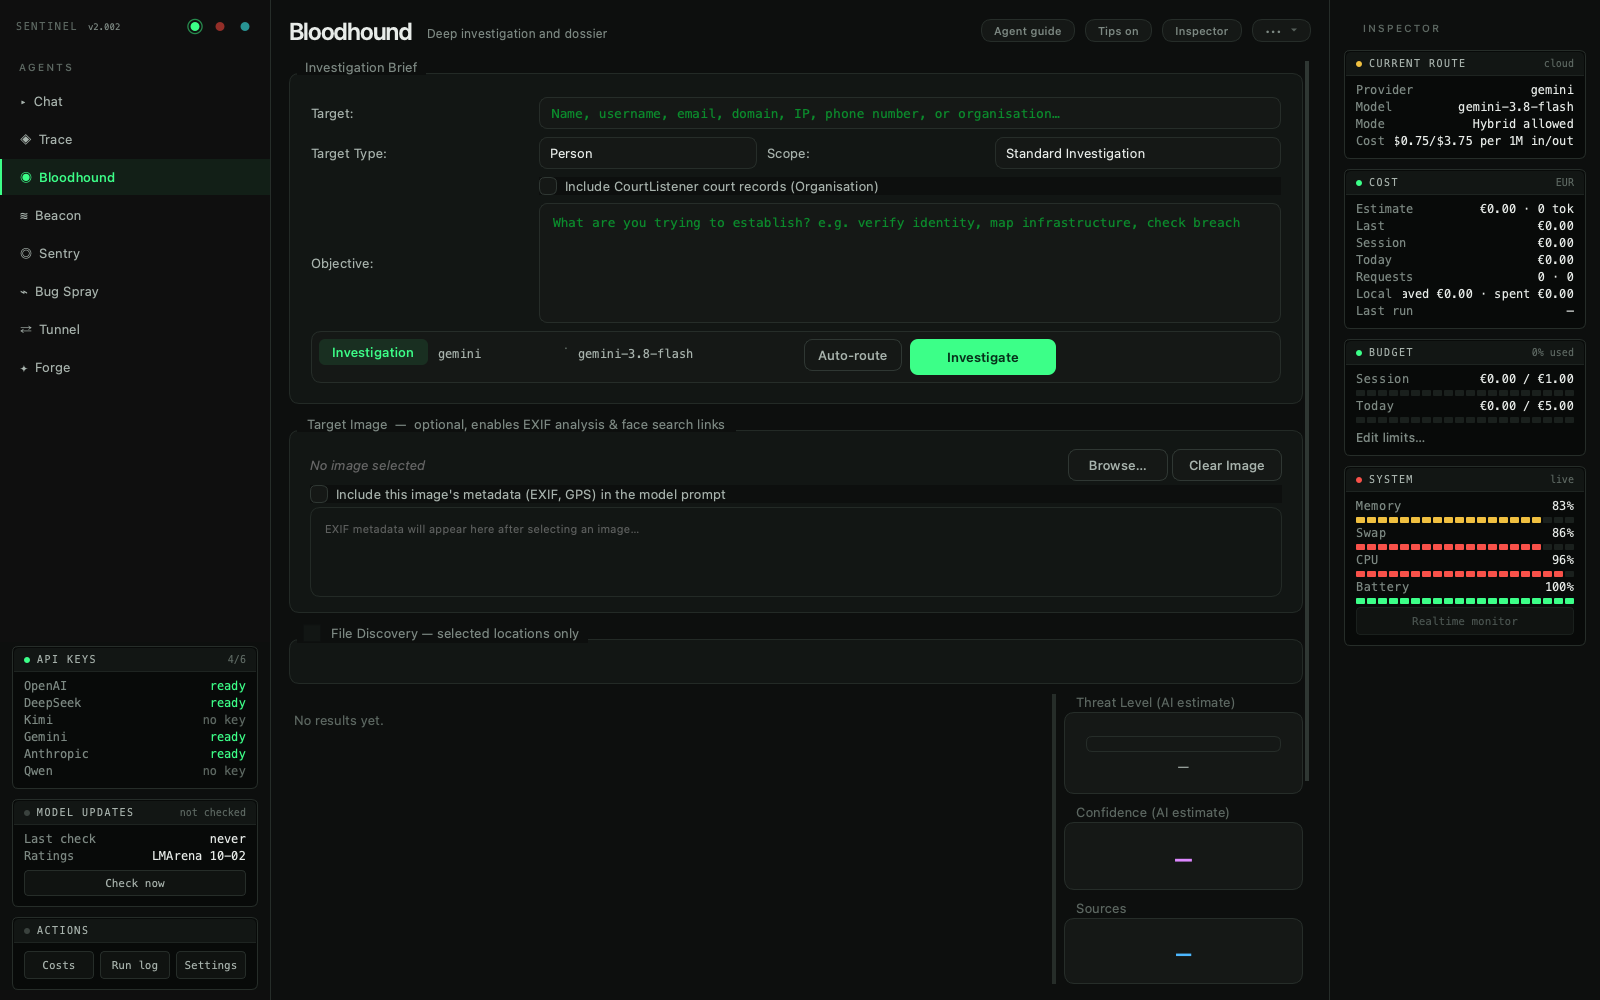 SENTINEL v2.002
AGENTS
Chat
Trace
Bloodhound
Beacon
Sentry
Bug Spray
Tunnel
Forge
API KEYS 4/6
OpenAI ready
DeepSeek ready
Kimi no key
Gemini ready
Anthropic ready
Qwen no key
MODEL UPDATES not checked
Last check never
Ratings LMArena 10-02
Check now
ACTIONS
Costs Run log Settings
Bloodhound Deep investigation and dossier
Agent guide Tips on Inspector ...
Investigation Brief
Target: Name, username, email, domain, IP, phone number, or organisation…
Target Type: Person Scope: Standard Investigation
Include CourtListener court records (Organisation)
Objective: What are you trying to establish? e.g. verify identity, map infrastructure, check breach
Investigation gemini gemini-3.8-flash Auto-route Investigate
Target Image — optional, enables EXIF analysis & face search links
No image selected Browse... Clear Image
Include this image's metadata (EXIF, GPS) in the model prompt
EXIF metadata will appear here after selecting an image...
File Discovery — selected locations only
No results yet.
Threat Level (AI estimate)
—
Confidence (AI estimate)
—
Sources
—
INSPECTOR
CURRENT ROUTE cloud
Provider gemini
Model gemini-3.8-flash
Mode Hybrid allowed
Cost $0.75/$3.75 per 1M in/out
COST EUR
Estimate €0.00 · 0 tok
Last €0.00
Session €0.00
Today €0.00
Requests 0 · 0
Local aved €0.00 · spent €0.00
Last run —
BUDGET 0% used
Session €0.00 / €1.00
Today €0.00 / €5.00
Edit limits...
SYSTEM live
Memory 83%
Swap 86%
CPU 96%
Battery 100%
Realtime monitor